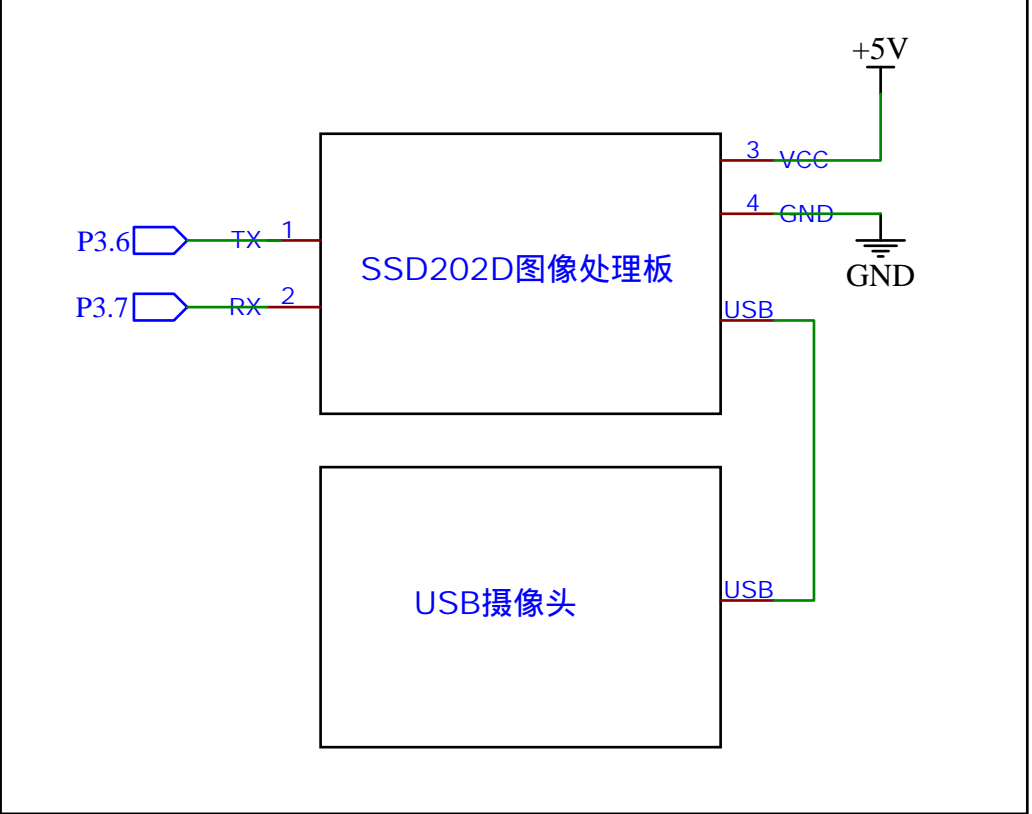 +5V
3 VCC
4 GND
P3.6 TX 1
SSD202D图像处理板
GND
P3.7 RX 2
USB
USB摄像头
USB